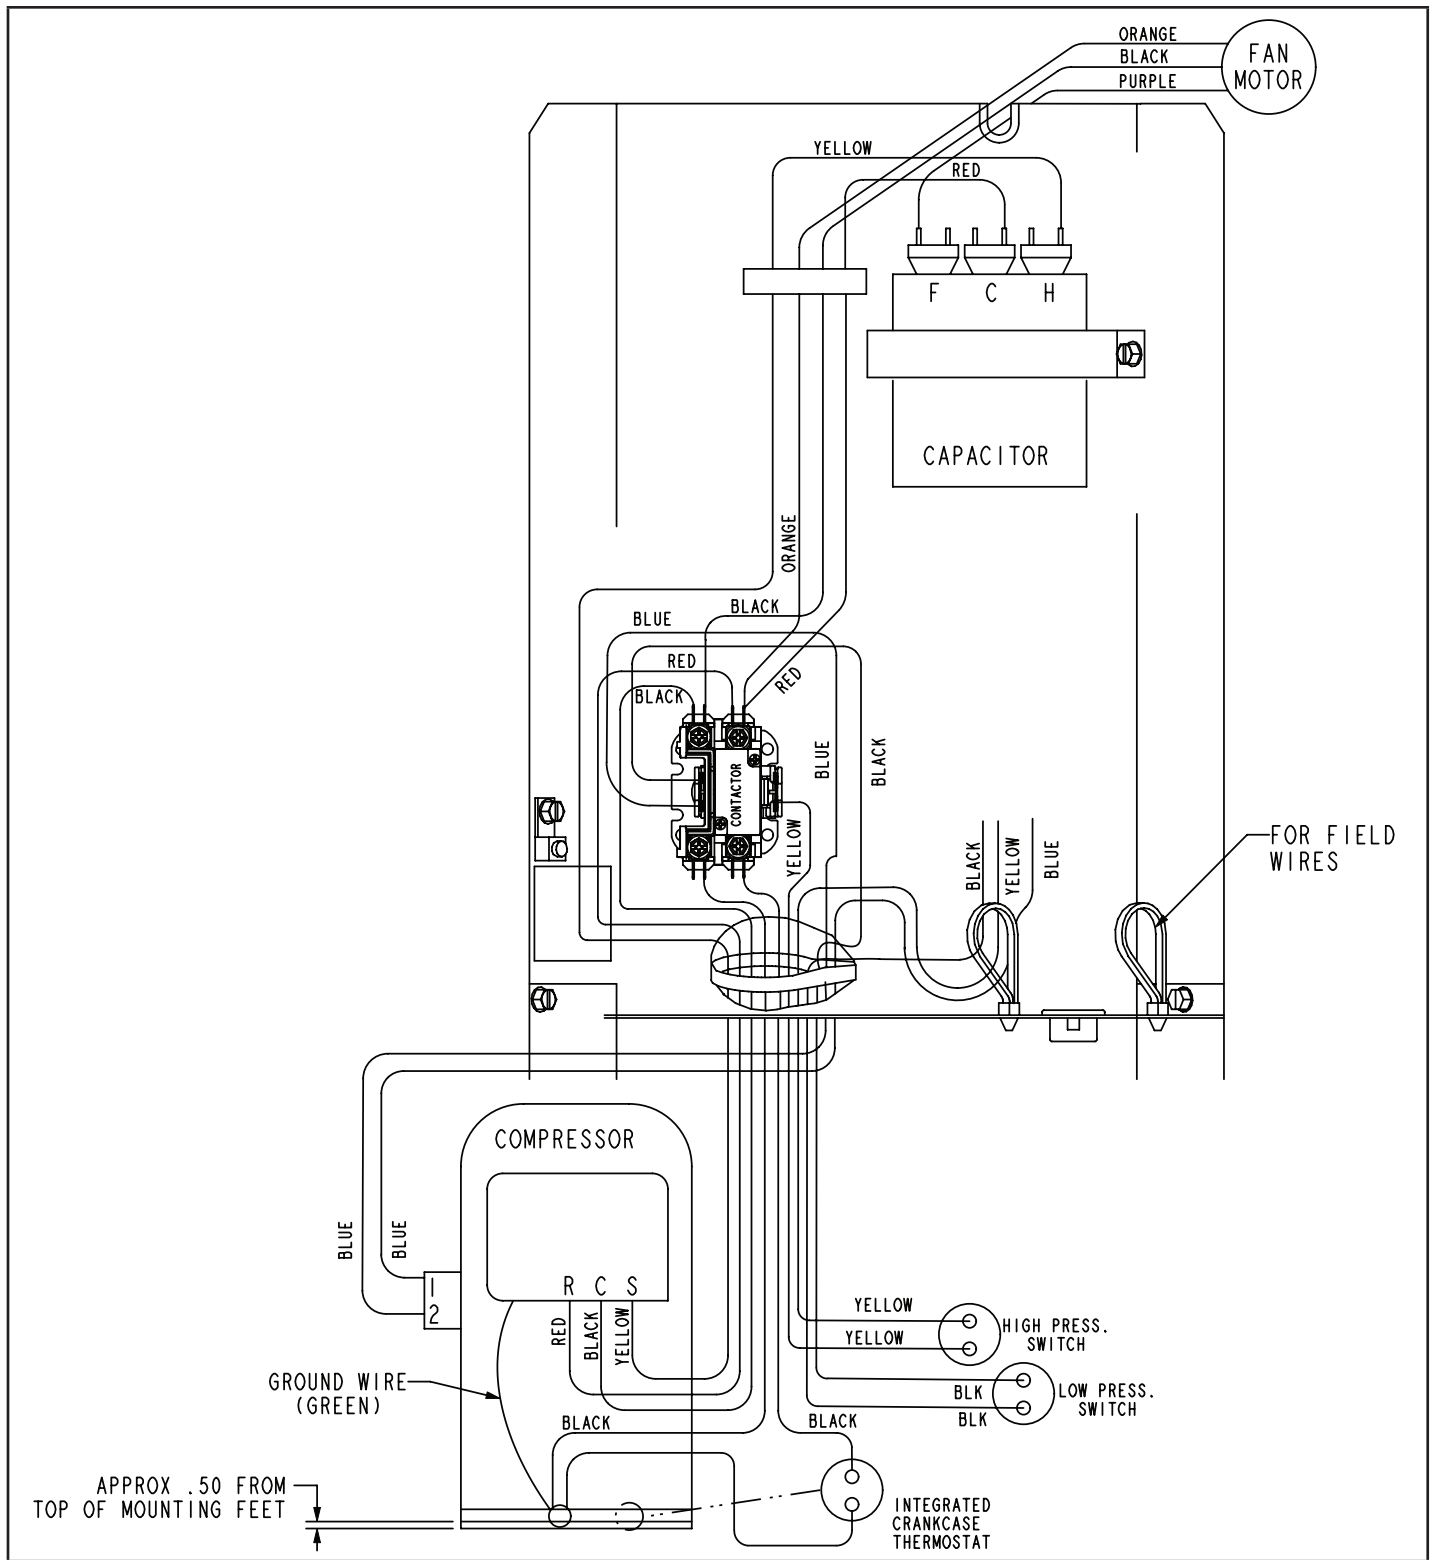 ORANGE
BLACK
PURPLE
FAN
MOTOR
YELLOW
RED
F C H
CAPACITOR
ORANGE
BLACK
BLUE
RED
RED
BLACK
BLUE
BLACK
CONTACTOR
YELLOW
BLACK
YELLOW
BLUE
FOR FIELD
WIRES
COMPRESSOR
BLUE
BLUE
1
2
R C S
RED
BLACK
YELLOW
YELLOW
YELLOW
HIGH PRESS.
SWITCH
BLK
BLK
LOW PRESS.
SWITCH
GROUND WIRE
(GREEN)
BLACK
BLACK
APPROX .50 FROM
TOP OF MOUNTING FEET
INTEGRATED
CRANKCASE
THERMOSTAT